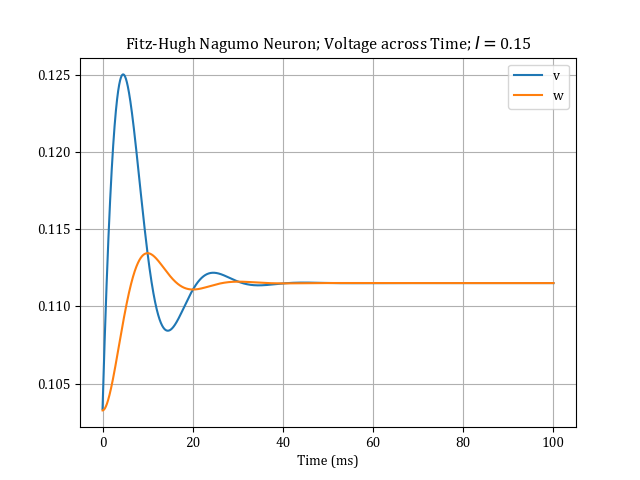 Fitz-Hugh Nagumo Neuron; Voltage across Time; I = 0.15
v
w
0.125
0.120
0.115
0.110
0.105
0 20 40 60 80 100
Time (ms)